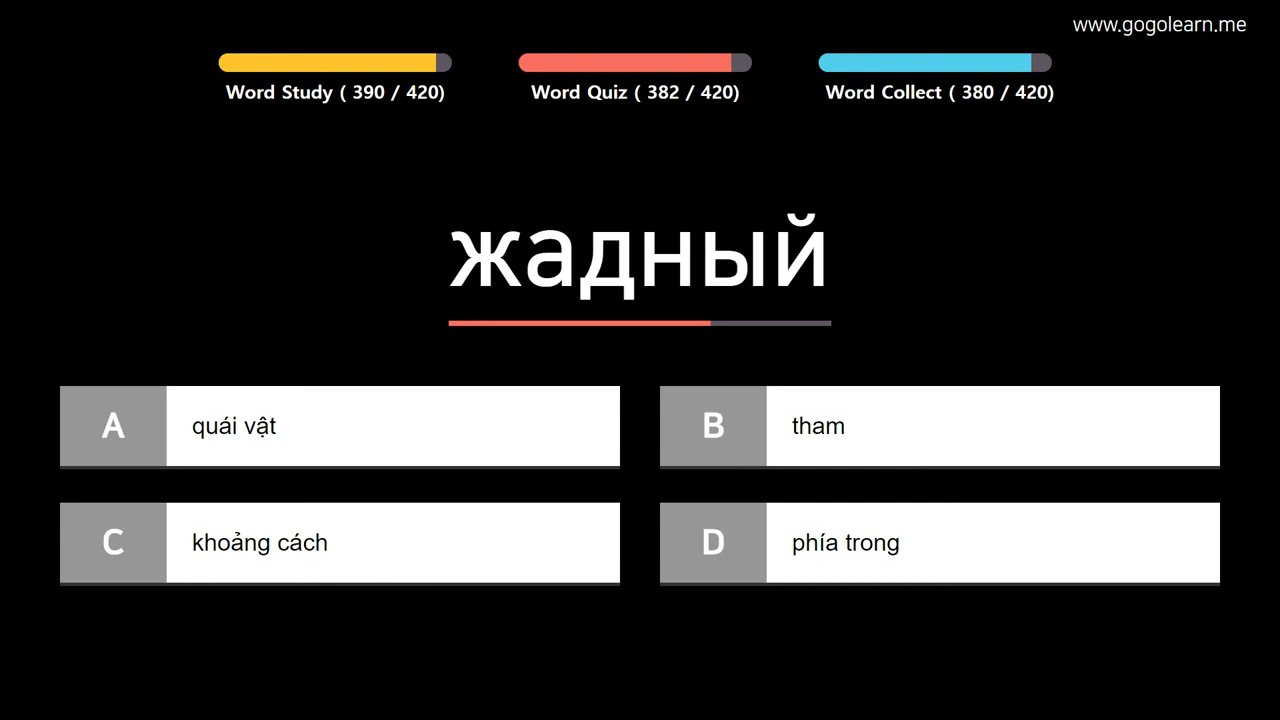 www.gogolearn.me
Word Study ( 390 / 420)
Word Quiz ( 382 / 420)
Word Collect ( 380 / 420)
жадный
A quái vật
B tham
C khoảng cách
D phía trong